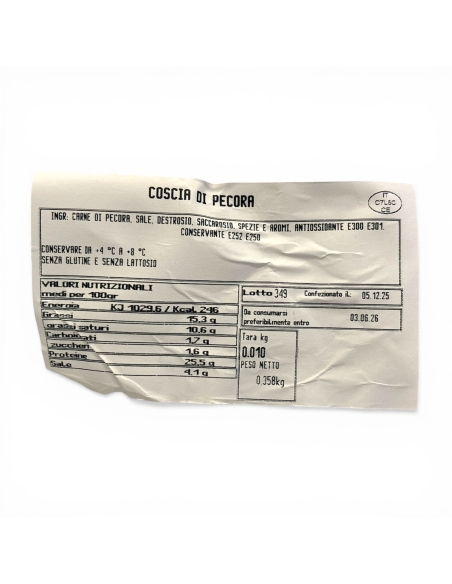 COSCIA DI PECORA
IT
C7L6C
CE
INGR: CARNE DI PECORA, SALE, DESTROSIO, SACCAROSIO, SPEZIE E AROMI, ANTIOSSIDANTE E300 E301.
CONSERVANTE E252 E250
CONSERVARE DA +4 °C A +8 °C
SENZA GLUTINE E SENZA LATTOSIO
VALORI NUTRIZIONALI
medi per 100gr
Energia KJ 1029.6 / Kcal 246
Grassi 15,3 g
grassi saturi 10,6 g
Carboidrati 1,7 g
zuccheri 1,6 g
Proteine 25,5 g
Sale 4,1 g
Lotto 349 Confezionato il: 05.12.25
Da consumarsi
preferibilmente entro 03.06.26
Tara kg
0.010
PESO NETTO
0,358kg